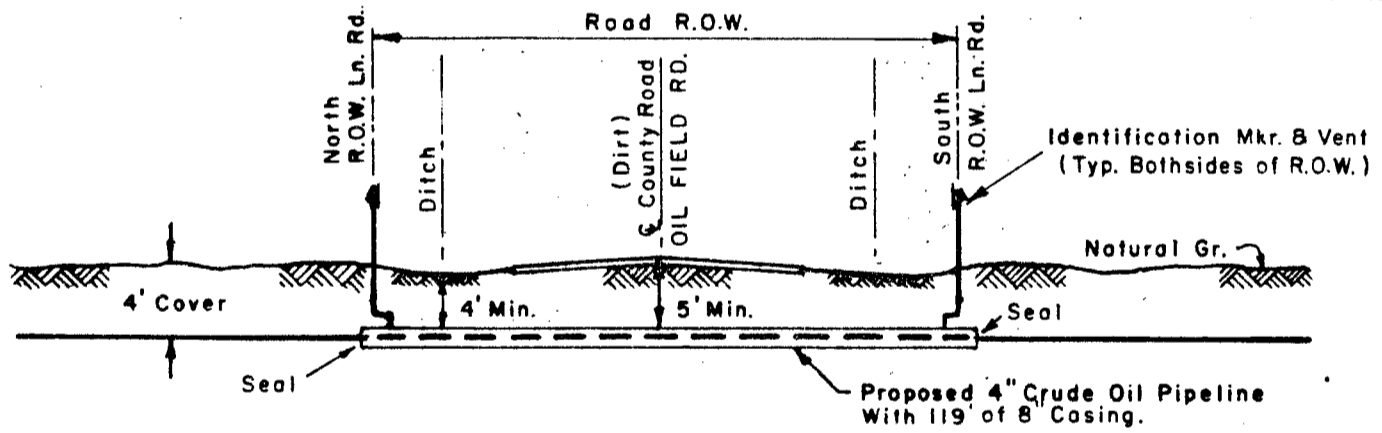 Road R.O.W.
North
R.O.W. Ln. Rd.
Ditch
(Dirt)
℄ County Road
OIL FIELD RD.
Ditch
South
R.O.W. Ln. Rd.
Identification Mkr. & Vent
(Typ. Bothsides of R.O.W.)
Natural Gr.
4' Cover
4' Min.
5' Min.
Seal
Seal
Proposed 4" Crude Oil Pipeline
With 119' of 8" Casing.